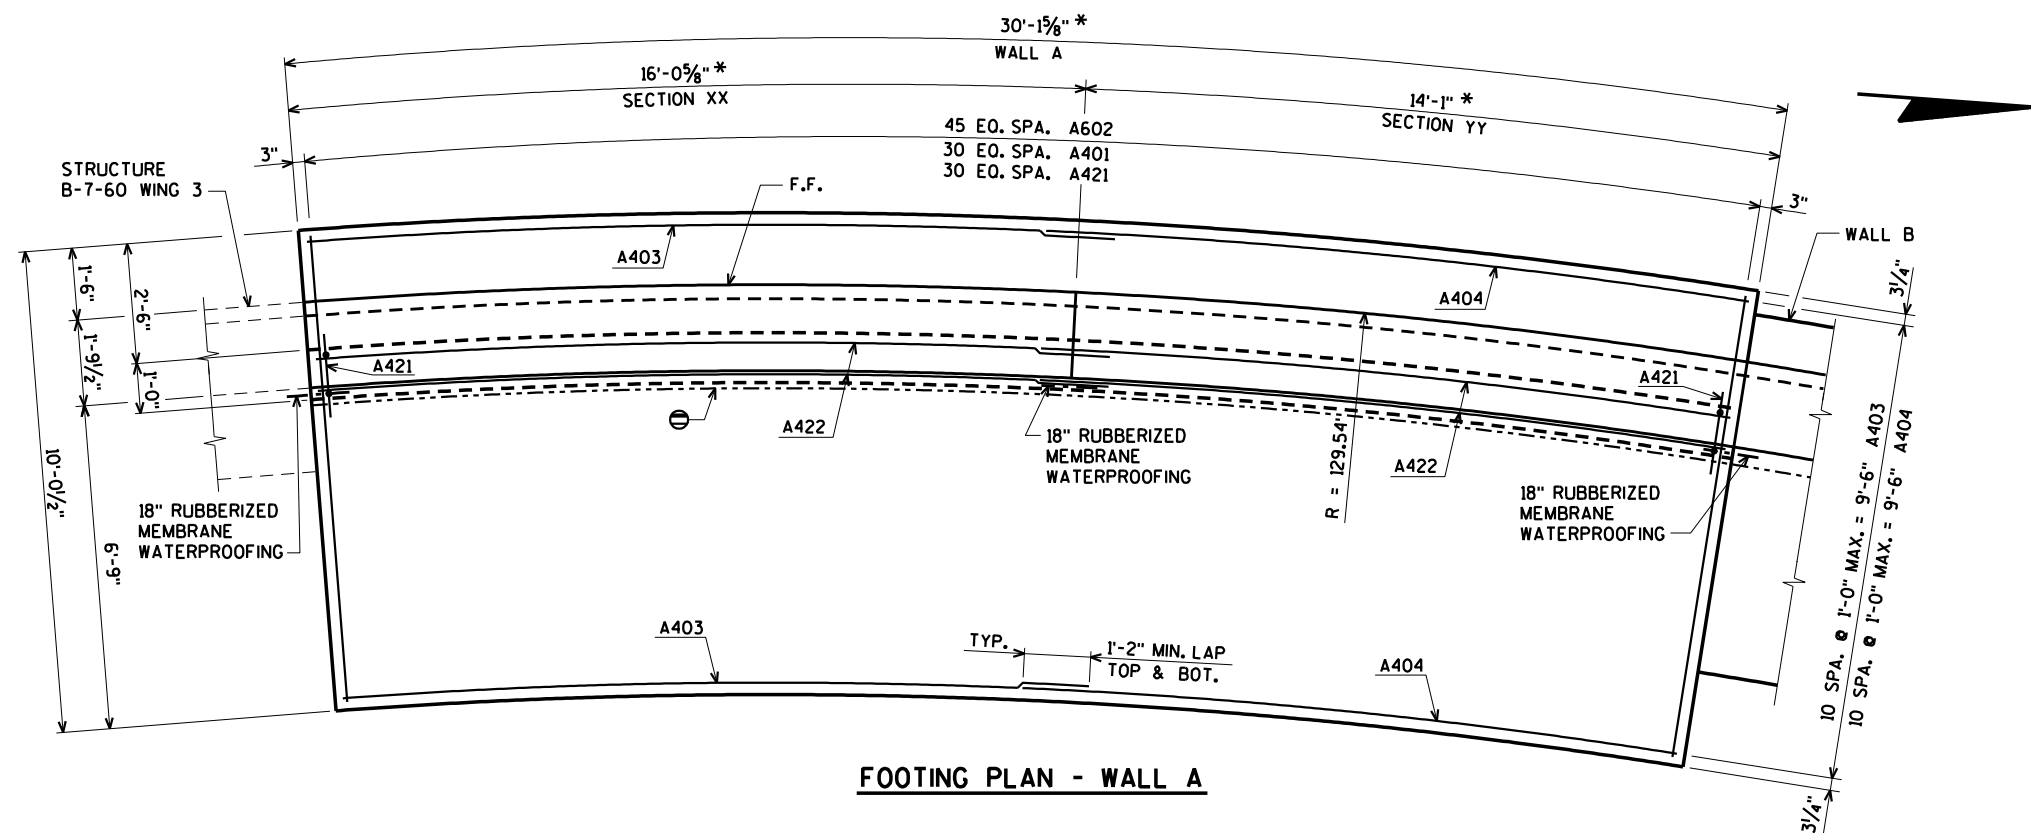 30'-1⅝" *
WALL A
16'-0⅝" *
SECTION XX
14'-1" *
SECTION YY
45 EQ. SPA. A602
30 EQ. SPA. A401
30 EQ. SPA. A421
3"
3"
STRUCTURE
B-7-60 WING 3
F.F.
WALL B
A403
A404
3¼"
1'-6"
2'-6"
1'-9½"
1'-0"
10'-0½"
6'-9"
A421
A421
A422
A422
18" RUBBERIZED
MEMBRANE
WATERPROOFING
18" RUBBERIZED
MEMBRANE
WATERPROOFING
R = 129.54'
18" RUBBERIZED
MEMBRANE
WATERPROOFING
10 SPA. @ 1'-0" MAX. = 9'-6" A403
10 SPA. @ 1'-0" MAX. = 9'-6" A404
A403
TYP.
1'-2" MIN. LAP
TOP & BOT.
A404
3¼"
FOOTING PLAN - WALL A